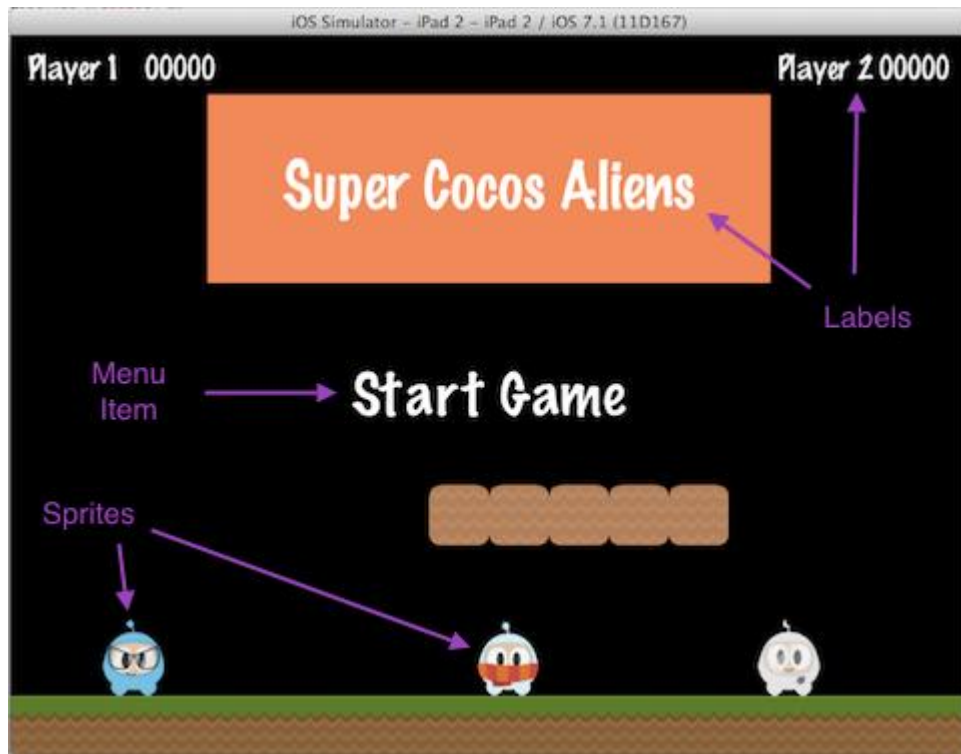 iOS Simulator – iPad 2 – iPad 2 / iOS 7.1 (11D167)
Player 1 00000
Player 2 00000
Super Cocos Aliens
Labels
Menu
Item
Start Game
Sprites